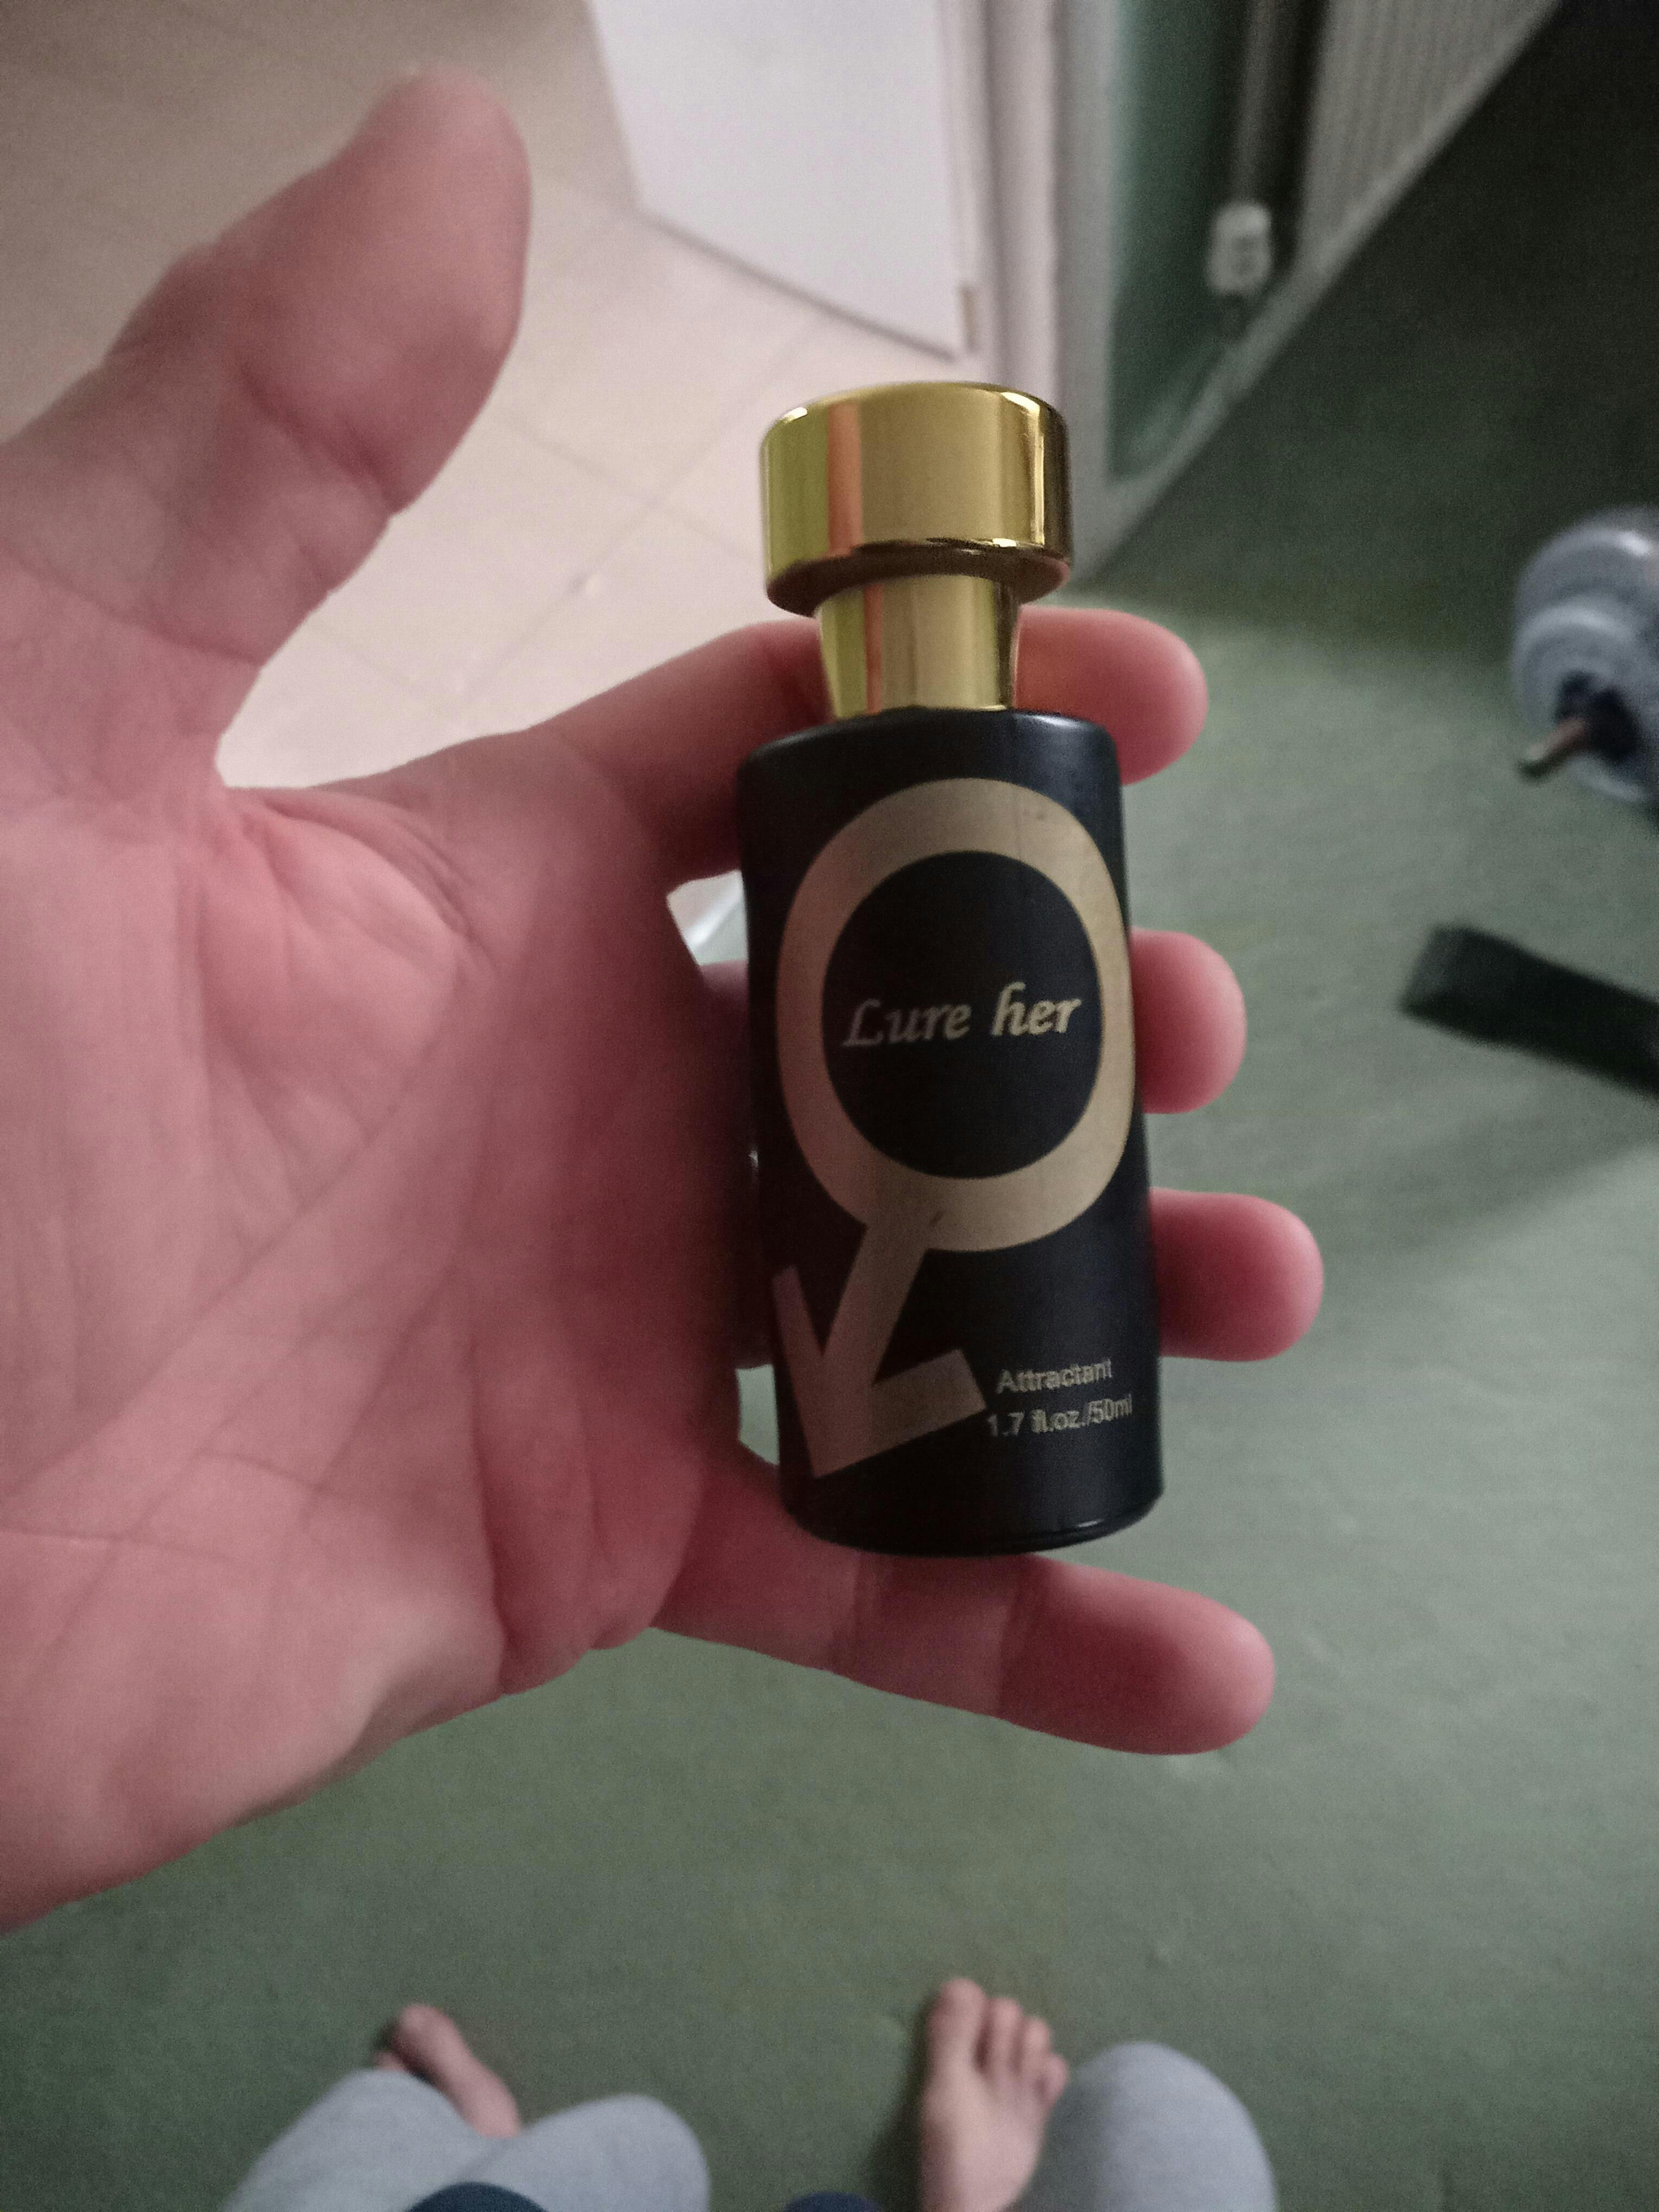 Lure her
Attractant
1.7 fl.oz./50ml